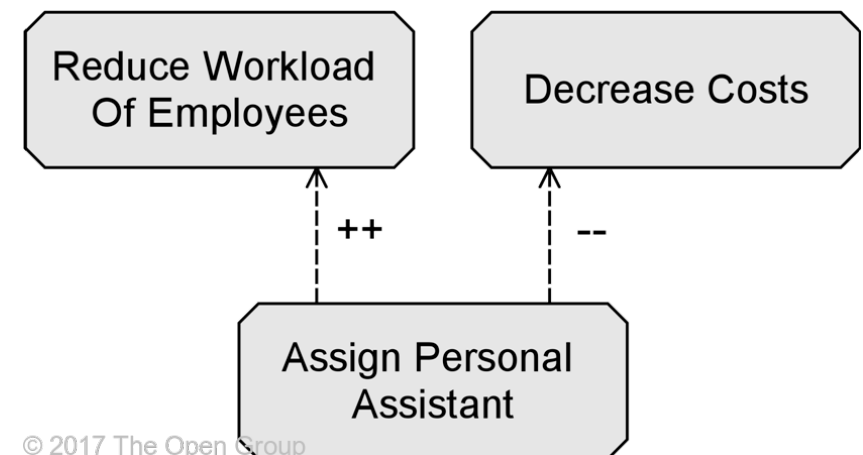 Reduce Workload
Of Employees
Decrease Costs
++
--
Assign Personal
Assistant
© 2017 The Open Group